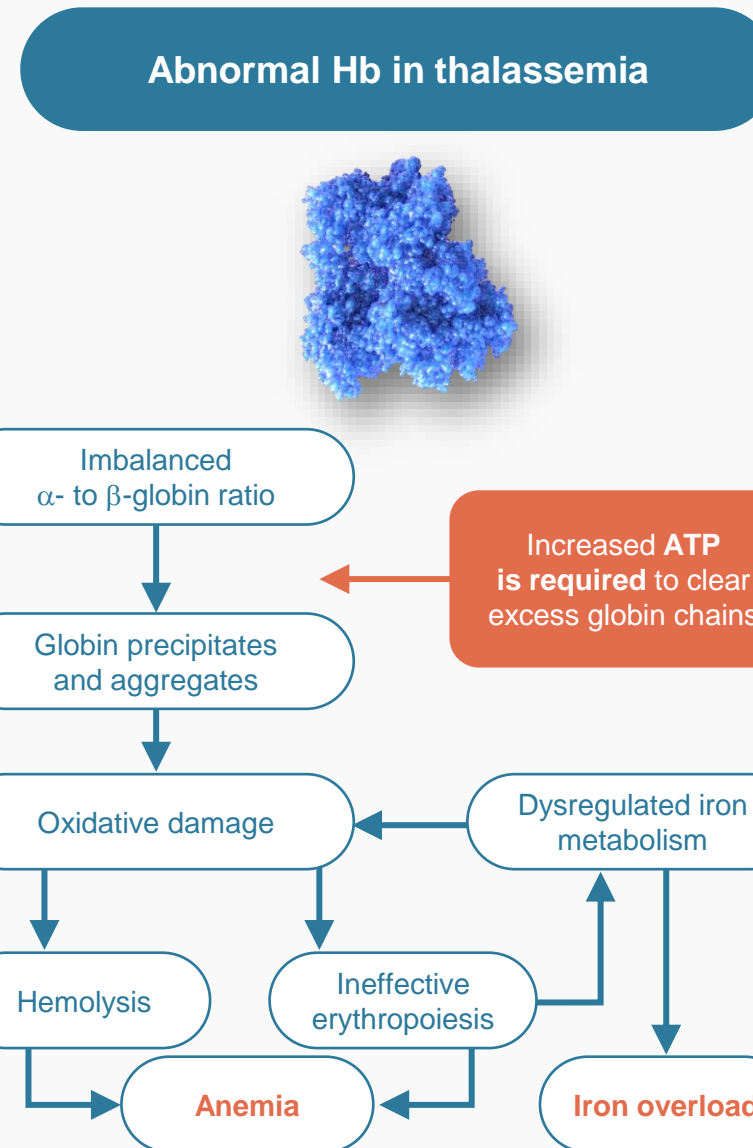 Abnormal Hb in thalassemia
Imbalanced
α- to β-globin ratio
Increased ATP
is required to clear
excess globin chains
Globin precipitates
and aggregates
Oxidative damage
Dysregulated iron
metabolism
Hemolysis
Ineffective
erythropoiesis
Anemia
Iron overload